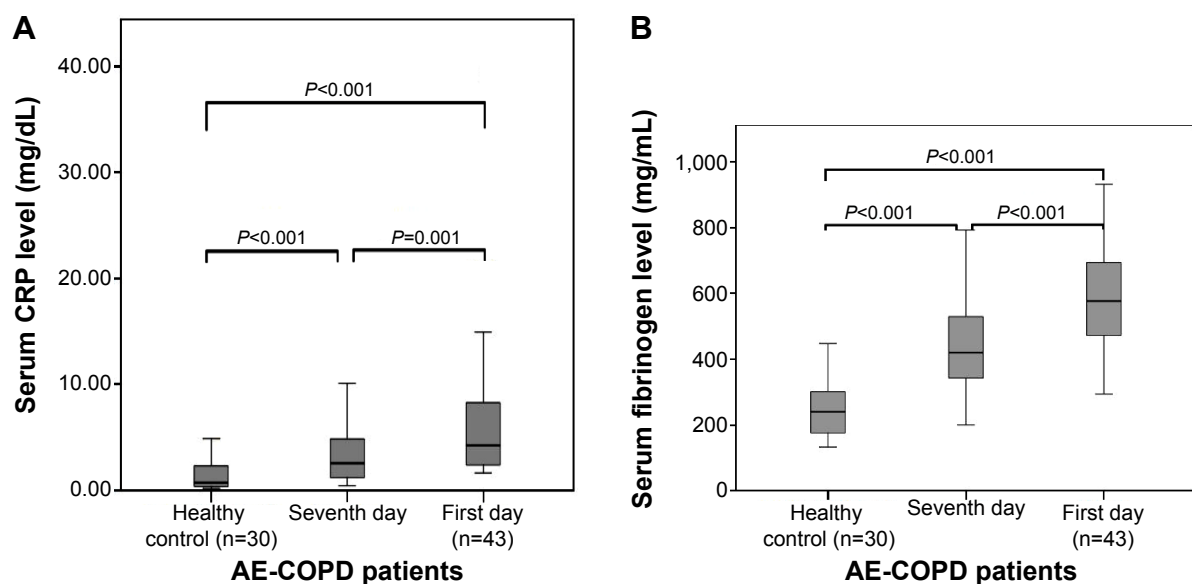 A
Serum CRP level (mg/dL)
40.00
30.00
20.00
10.00
0.00
P<0.001
P<0.001
P=0.001
Healthy
control (n=30)
Seventh day
First day
(n=43)
AE-COPD patients
B
Serum fibrinogen level (mg/mL)
1,000
800
600
400
200
0
P<0.001
P<0.001
P<0.001
Healthy
control (n=30)
Seventh day
First day
(n=43)
AE-COPD patients